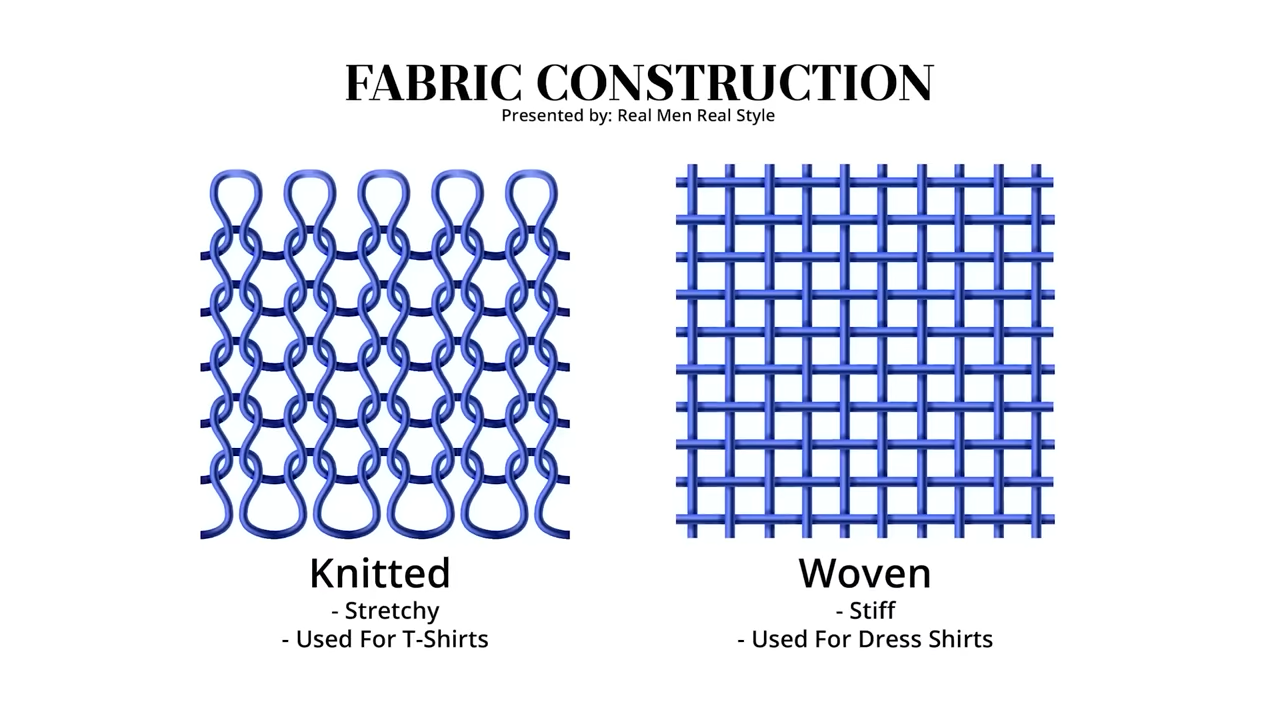 FABRIC CONSTRUCTION
Presented by: Real Men Real Style
Knitted
- Stretchy
- Used For T-Shirts
Woven
- Stiff
- Used For Dress Shirts